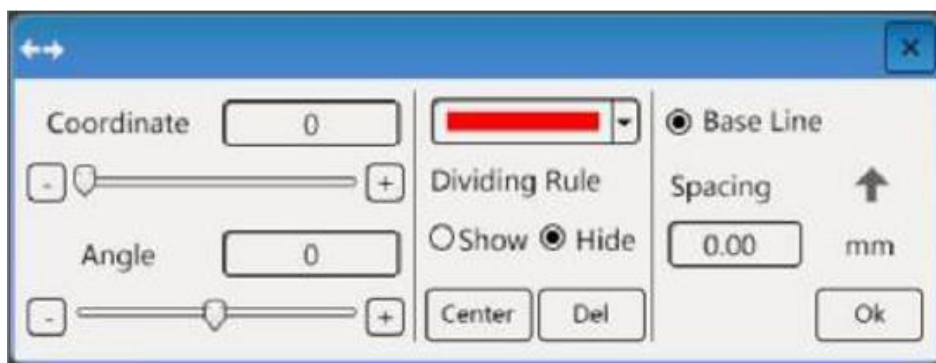 Coordinate 0
- +
Angle 0
- +
Dividing Rule
Show Hide
Center Del
Base Line
Spacing
0.00 mm
Ok